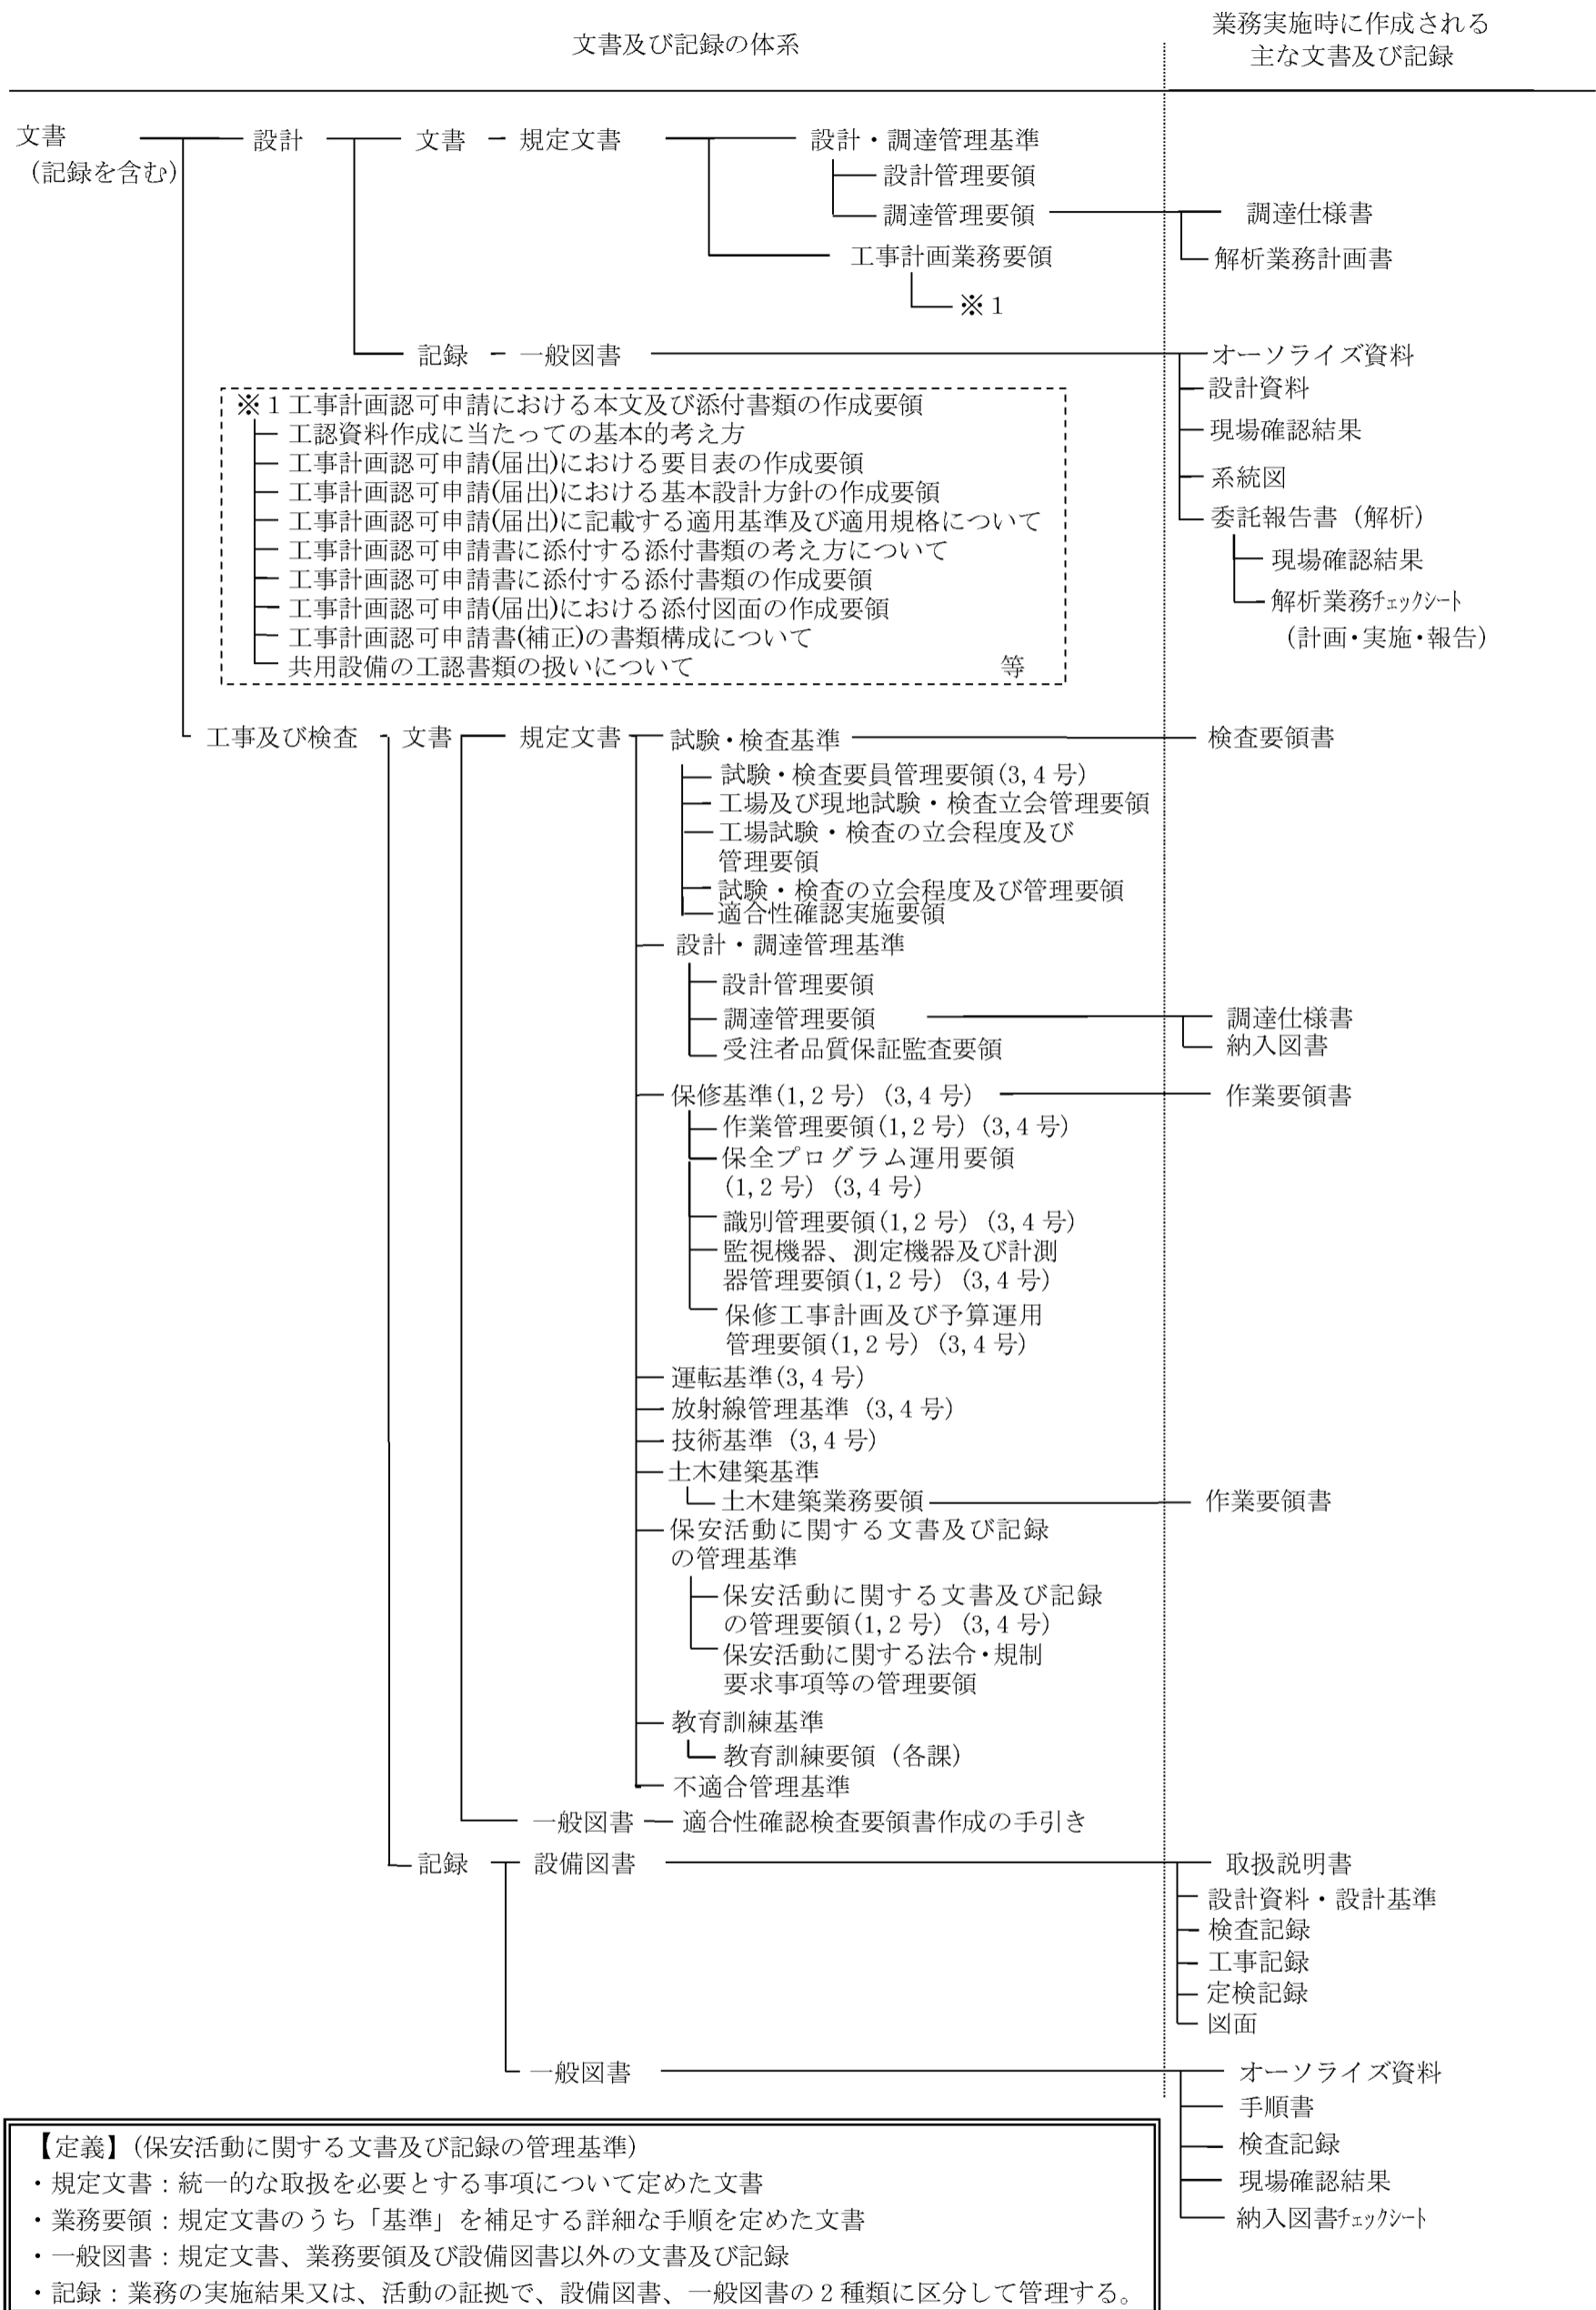 文書及び記録の体系
業務実施時に作成される
主な文書及び記録
文書
(記録を含む)
設計
文書
規定文書
設計・調達管理基準
設計管理要領
調達管理要領
調達仕様書
工事計画業務要領
解析業務計画書
※1
記録
一般図書
オーソライズ資料
設計資料
現場確認結果
系統図
委託報告書（解析）
現場確認結果
解析業務ﾁｪｯｸｼｰﾄ
（計画・実施・報告）
※1 工事計画認可申請における本文及び添付書類の作成要領
工認資料作成に当たっての基本的考え方
工事計画認可申請(届出)における要目表の作成要領
工事計画認可申請(届出)における基本設計方針の作成要領
工事計画認可申請(届出)に記載する適用基準及び適用規格について
工事計画認可申請書に添付する添付書類の考え方について
工事計画認可申請書に添付する添付書類の作成要領
工事計画認可申請(届出)における添付図面の作成要領
工事計画認可申請書(補正)の書類構成について
共用設備の工認書類の扱いについて 等
工事及び検査
文書
規定文書
試験・検査基準
検査要領書
試験・検査要員管理要領(3,4号)
工場及び現地試験・検査立会管理要領
工場試験・検査の立会程度及び
管理要領
試験・検査の立会程度及び管理要領
適合性確認実施要領
設計・調達管理基準
設計管理要領
調達管理要領
調達仕様書
納入図書
受注者品質保証監査要領
保修基準(1,2号) (3,4号)
作業要領書
作業管理要領(1,2号) (3,4号)
保全プログラム運用要領
(1,2号) (3,4号)
識別管理要領(1,2号) (3,4号)
監視機器、測定機器及び計測
器管理要領(1,2号) (3,4号)
保修工事計画及び予算運用
管理要領(1,2号) (3,4号)
運転基準(3,4号)
放射線管理基準 (3,4号)
技術基準 (3,4号)
土木建築基準
土木建築業務要領
作業要領書
保安活動に関する文書及び記録
の管理基準
保安活動に関する文書及び記録
の管理要領(1,2号) (3,4号)
保安活動に関する法令・規制
要求事項等の管理要領
教育訓練基準
教育訓練要領（各課）
不適合管理基準
一般図書
適合性確認検査要領書作成の手引き
記録
設備図書
取扱説明書
設計資料・設計基準
検査記録
工事記録
定検記録
図面
一般図書
オーソライズ資料
手順書
検査記録
現場確認結果
納入図書ﾁｪｯｸｼｰﾄ
【定義】(保安活動に関する文書及び記録の管理基準)
・規定文書：統一的な取扱を必要とする事項について定めた文書
・業務要領：規定文書のうち「基準」を補足する詳細な手順を定めた文書
・一般図書：規定文書、業務要領及び設備図書以外の文書及び記録
・記録：業務の実施結果又は、活動の証拠で、設備図書、一般図書の2種類に区分して管理する。